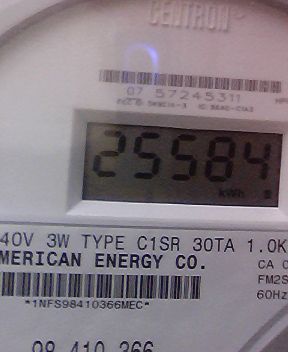 CENTRON
07 57245311
25584
kWh
40V 3W TYPE C1SR 30TA 1.0K
MERICAN ENERGY CO.
CA 0
FM2S
*1NFS98410366MEC*
60Hz
98 410 366